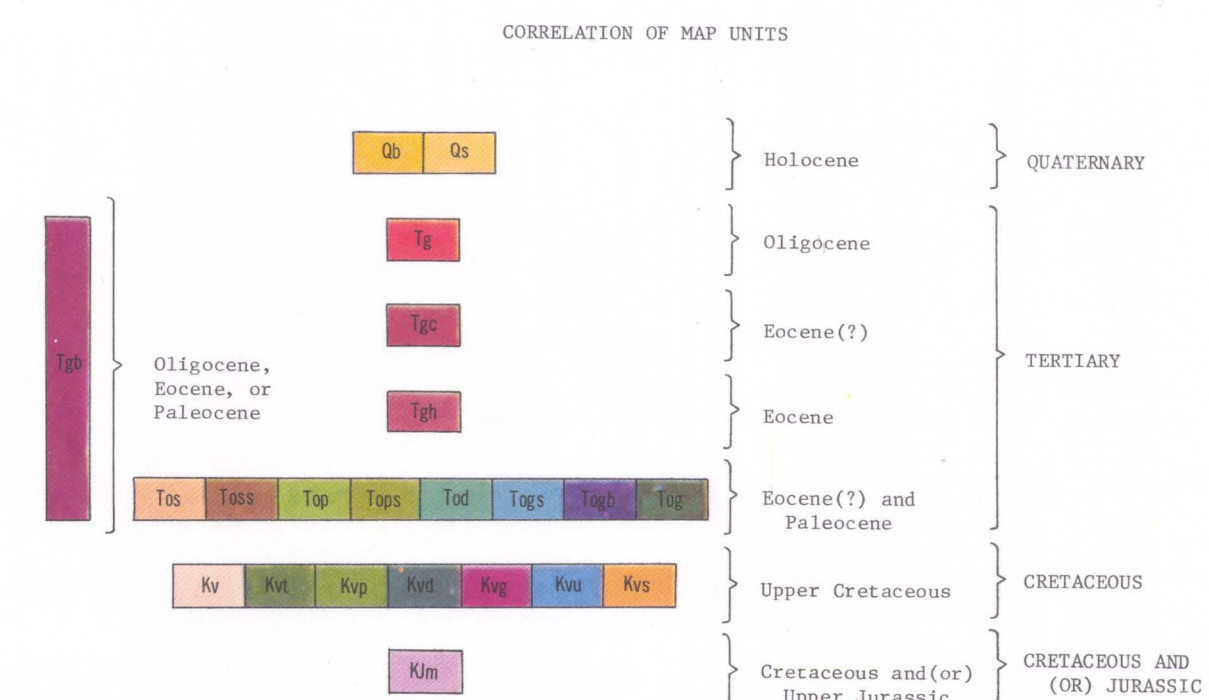 CORRELATION OF MAP UNITS
Qb Qs
Holocene
QUATERNARY
Tg
Oligocene
Tgc
Eocene(?)
Tgb
Oligocene,
Eocene, or
Paleocene
TERTIARY
Tgh
Eocene
Tos Toss Top Tops Tod Togs Togb Tog
Eocene(?) and
Paleocene
Kv Kvt Kvp Kvd Kvg Kvu Kvs
Upper Cretaceous
CRETACEOUS
KJm
Cretaceous and(or)
Upper Jurassic
CRETACEOUS AND
(OR) JURASSIC